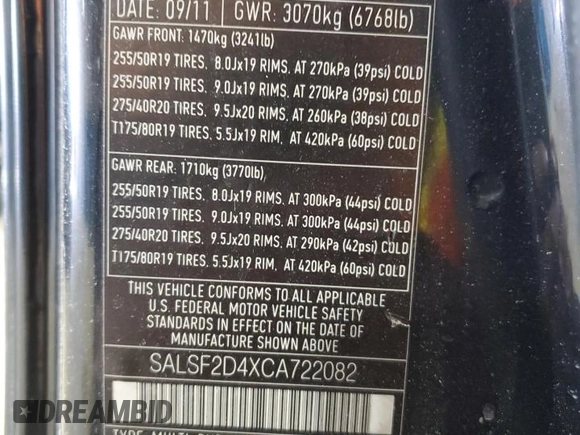 DATE: 09/11 GWR: 3070kg (6768lb)
GAWR FRONT: 1470kg (3241lb)
255/50R19 TIRES, 8.0Jx19 RIMS, AT 270kPa (39psi) COLD
255/50R19 TIRES, 9.0Jx19 RIMS, AT 270kPa (39psi) COLD
275/40R20 TIRES, 9.5Jx20 RIMS, AT 260kPa (38psi) COLD
T175/80R19 TIRES, 5.5Jx19 RIM, AT 420kPa (60psi) COLD
GAWR REAR: 1710kg (3770lb),
255/50R19 TIRES, 8.0Jx19 RIMS, AT 300kPa (44psi) COLD
255/50R19 TIRES, 9.0Jx19 RIMS, AT 300kPa (44psi) COLD
275/40R20 TIRES, 9.5Jx20 RIMS, AT 290kPa (42psi) COLD
T175/80R19 TIRES, 5.5Jx19 RIM, AT 420kPa (60psi) COLD
THIS VEHICLE CONFORMS TO ALL APPLICABLE
U.S. FEDERAL MOTOR VEHICLE SAFETY
STANDARDS IN EFFECT ON THE DATE OF
MANUFACTURE SHOWN ABOVE
SALSF2D4XCA722082
DREAMBID